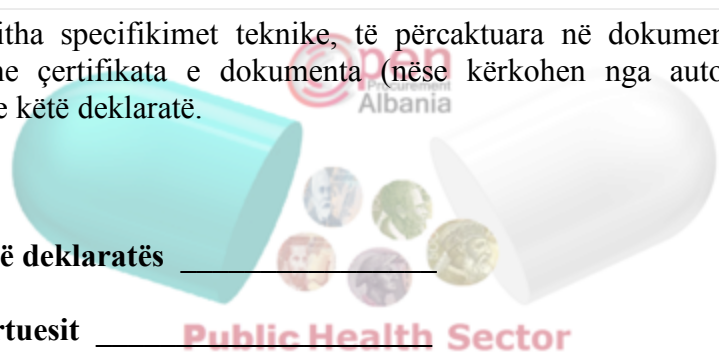 itha specifikimet teknike, të përcaktuara në dokumen
ne çertifikata e dokumenta (nëse kërkohen nga auto
e këtë deklaratë.
Open
Procurement
Albania
ë deklaratës
rtuesit
Public Health Sector